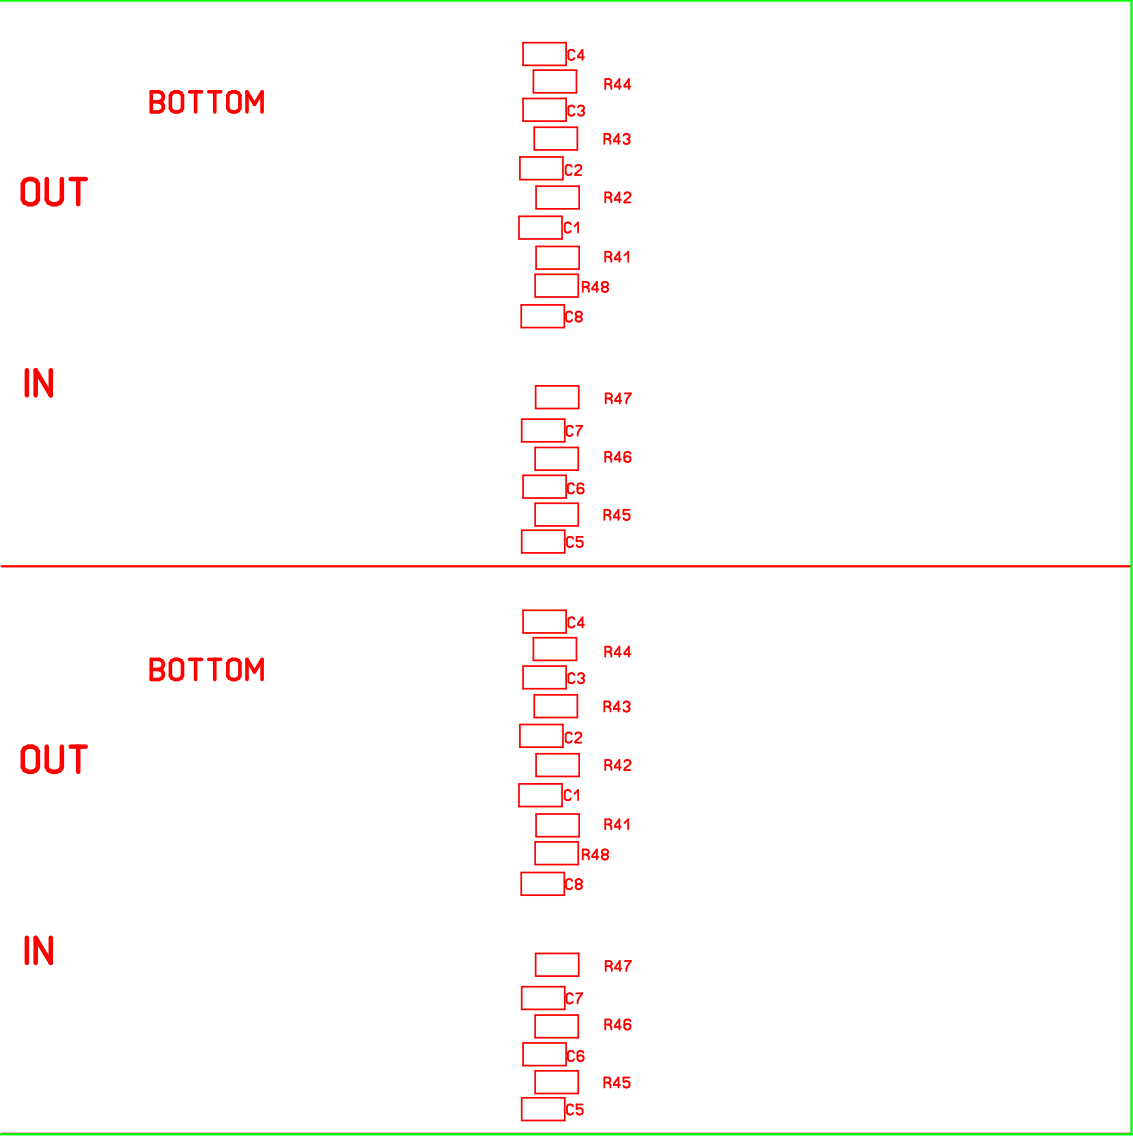 C4
R44
BOTTOM
C3
R43
C2
OUT
R42
C1
R41
R48
C8
IN
R47
C7
R46
C6
R45
C5
C4
R44
BOTTOM
C3
R43
C2
OUT
R42
C1
R41
R48
C8
IN
R47
C7
R46
C6
R45
C5